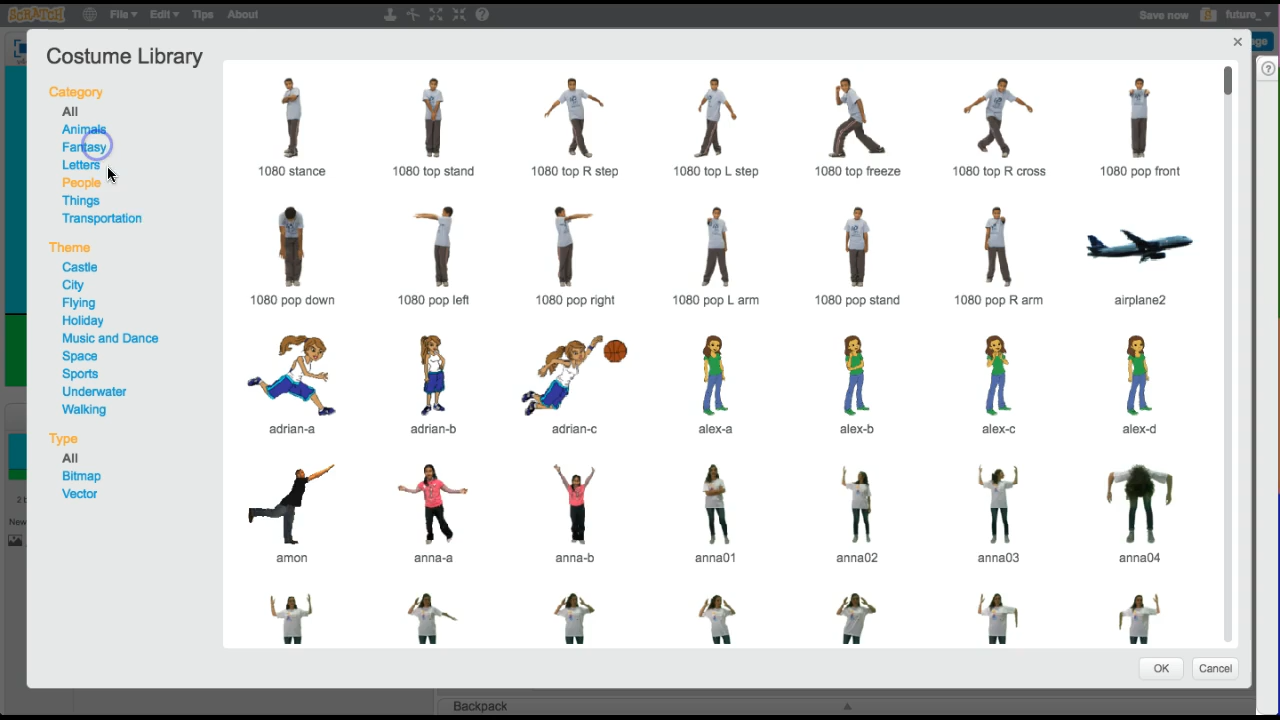 SCRATCH File Edit Tips About Save now future_
Costume Library
Category
All
Animals
Fantasy
Letters
People
Things
Transportation
Theme
Castle
City
Flying
Holiday
Music and Dance
Space
Sports
Underwater
Walking
Type
All
Bitmap
Vector
1080 stance 1080 top stand 1080 top R step 1080 top L step 1080 top freeze 1080 top R cross 1080 pop front
1080 pop down 1080 pop left 1080 pop right 1080 pop L arm 1080 pop stand 1080 pop R arm airplane2
adrian-a adrian-b adrian-c alex-a alex-b alex-c alex-d
amon anna-a anna-b anna01 anna02 anna03 anna04
OK Cancel
New
Backpack